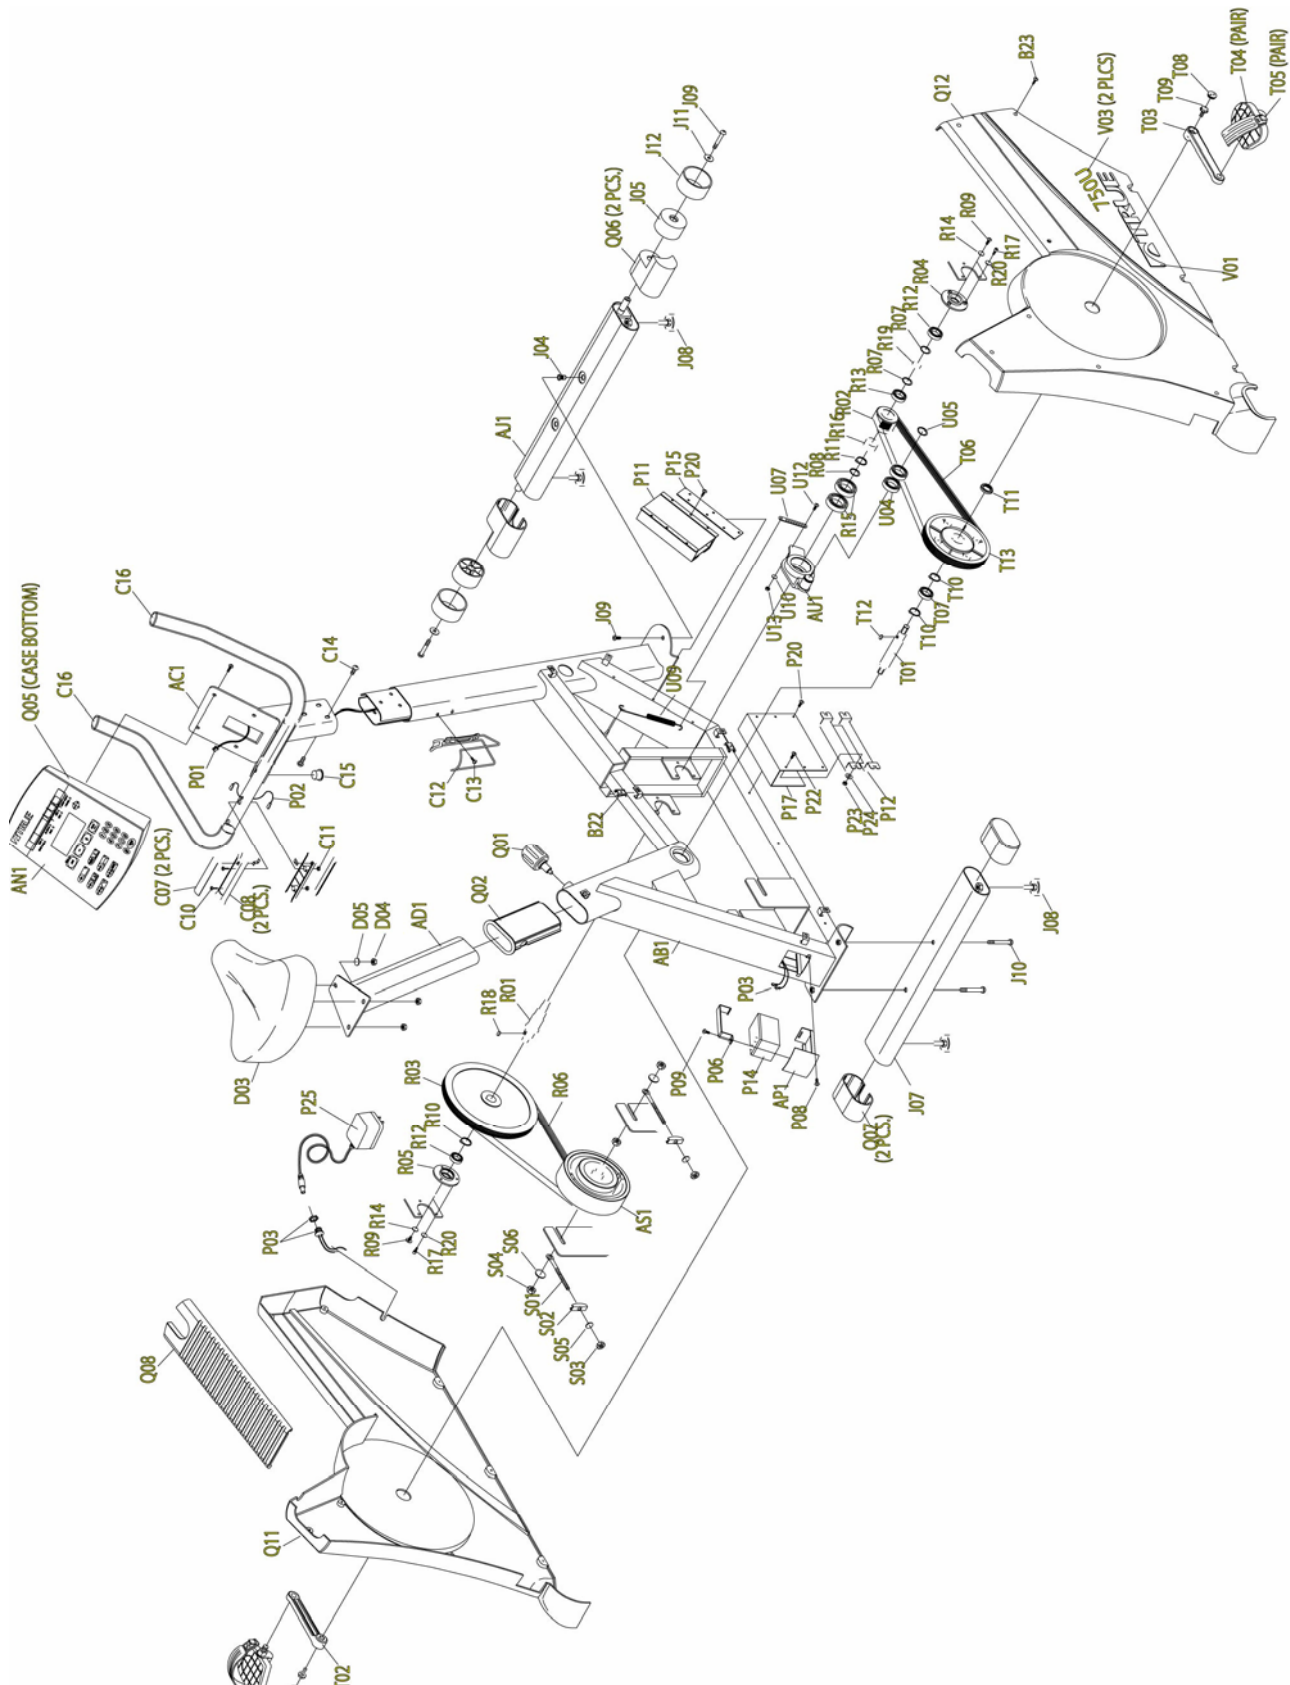 B23
Q12
V03 (2 PLCS)
T08
T09
T03
T04 (PAIR)
T05 (PAIR)
750U
TRUE
V01
J09
J11
J12
J05
Q06 (2 PCS.)
J08
J04
AJ1
R09
R14
R17
R20
R04
R12
R07
R19
R07
R13
R02
R16
R11
R08
R15
U05
U04
T06
T11
T13
T10
T07
T10
T12
T01
P11
P15
P20
U07
U12
U13
U10
AU1
J09
U09
P20
C16
C16
Q05 (CASE BOTTOM)
AC1
C14
P01
C15
P02
C12
C13
B22
AN1
C07 (2 PCS.)
C10
C08
(2 PCS.)
C11
Q01
Q02
D05
D04
AD1
D03
P17
P22
P23
P24
P12
AB1
P03
J08
J10
J07
Q07
(2 PCS.)
P09
P06
P14
AP1
P08
R18
R01
R03
R06
R10
R12
R05
R14
R09
R17
R20
AS1
P25
P03
S06
S04
S01
S02
S05
S03
Q08
Q11
T02